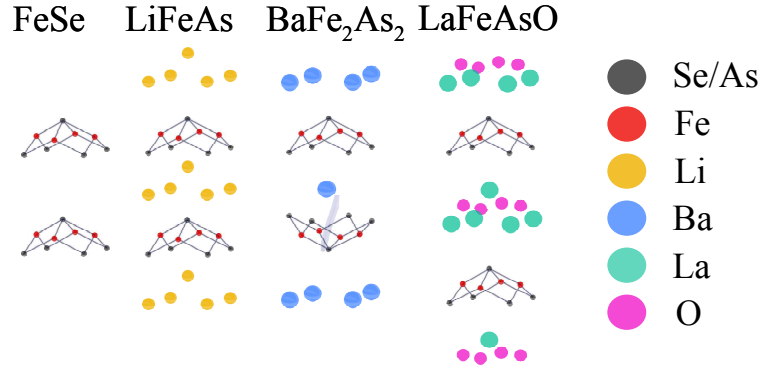 FeSe LiFeAs BaFe₂As₂ LaFeAsO
Se/As
Fe
Li
Ba
La
O